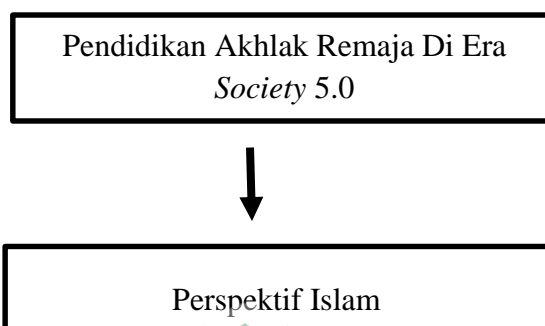 Pendidikan Akhlak Remaja Di Era
Society 5.0
Perspektif Islam